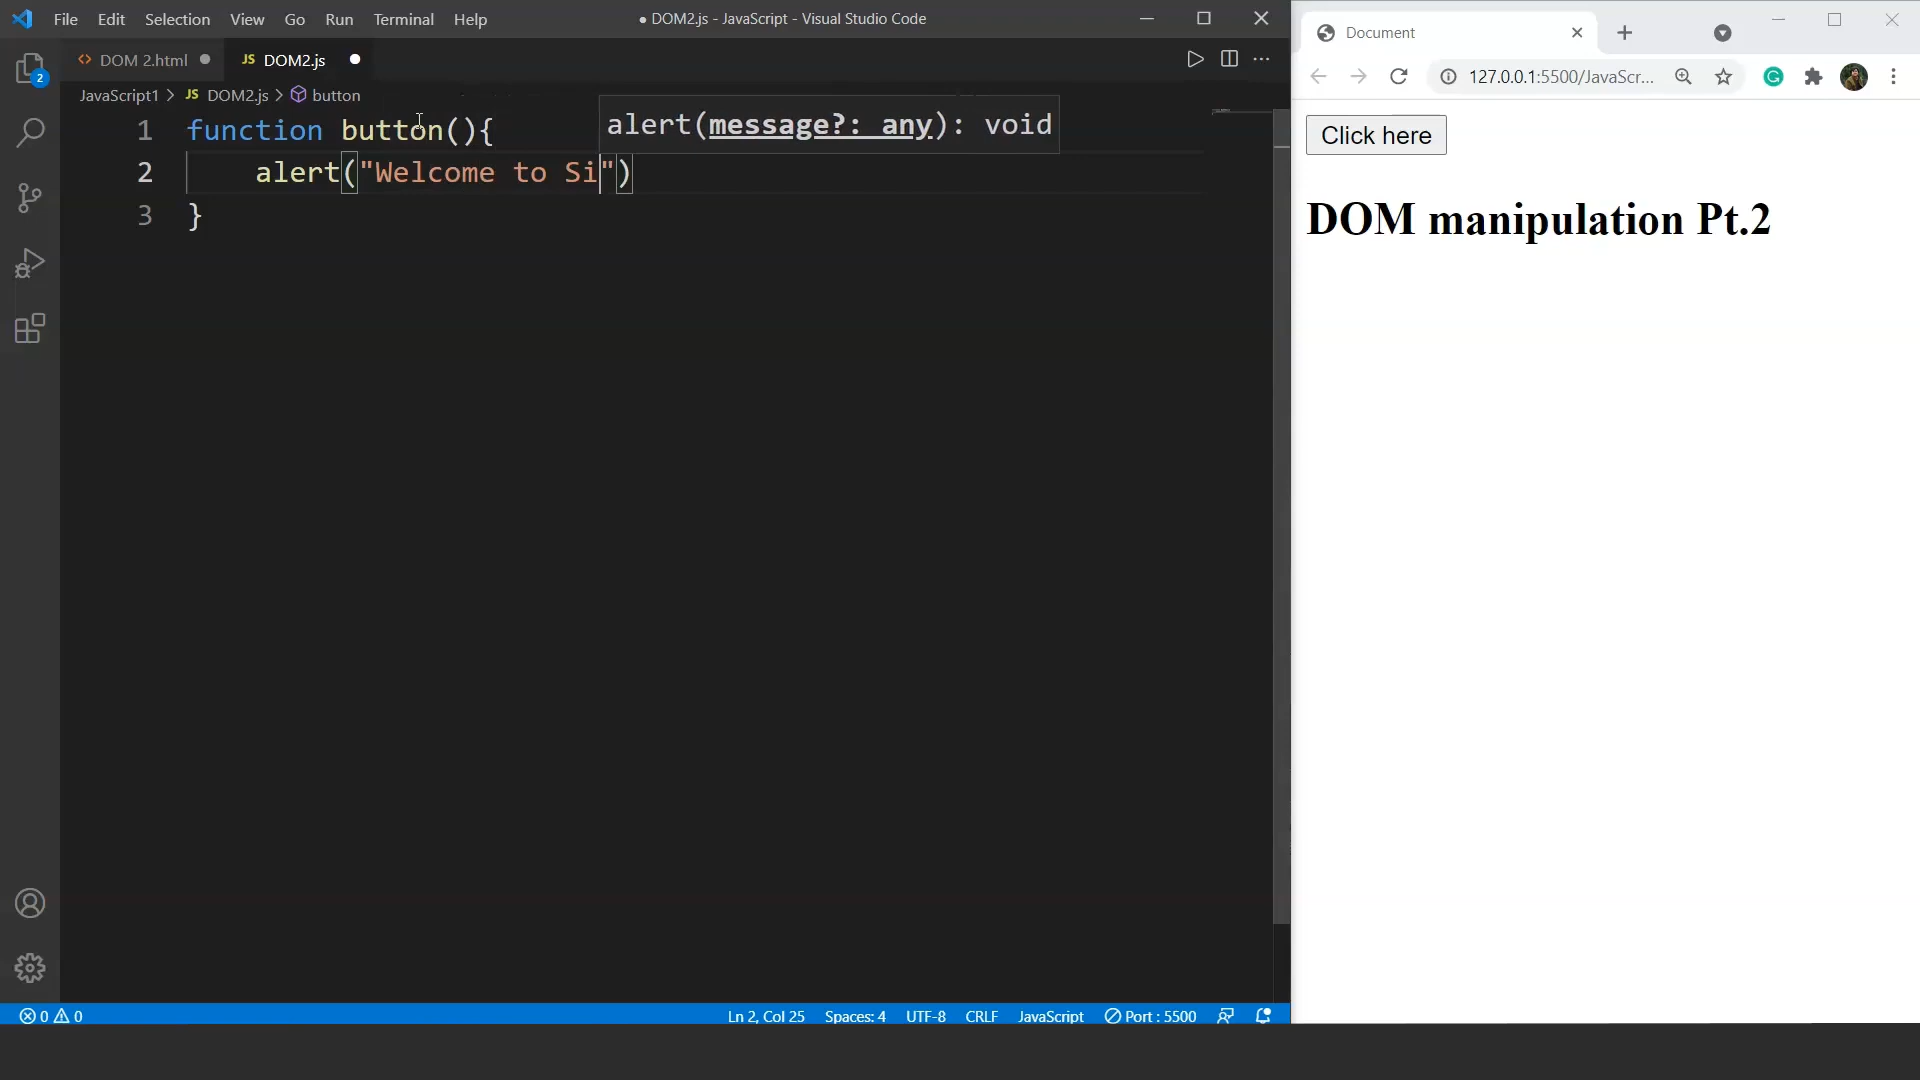 File Edit Selection View Go Run Terminal Help
● DOM2.js - JavaScript - Visual Studio Code
Document
2
DOM 2.html
JS DOM2.js
127.0.0.1:5500/JavaScr...
JavaScript1 > JS DOM2.js > button
alert(message?: any): void
1 function button(){
2 alert("Welcome to Si")
3 }
Click here
DOM manipulation Pt.2
0 0
Ln 2, Col 25 Spaces: 4 UTF-8 CRLF JavaScript Port : 5500